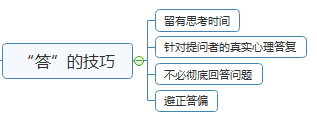 “答”的技巧
留有思考时间
针对提问者的真实心理答复
不必彻底回答问题
避正答偏